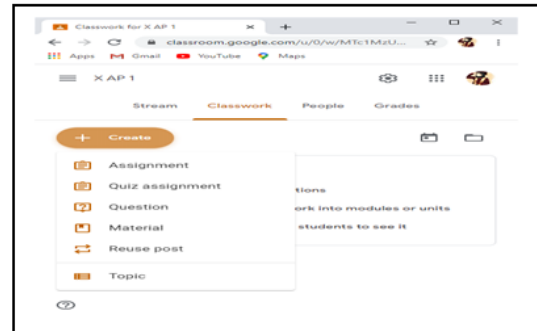 Classwork for X AP 1
classroom.google.com/u/0/w/MTc1MzU...
Apps Gmail YouTube Maps
X AP 1
Stream Classwork People Grades
Create
Assignment
Quiz assignment
tions
Question
ork into modules or units
Material
students to see it
Reuse post
Topic